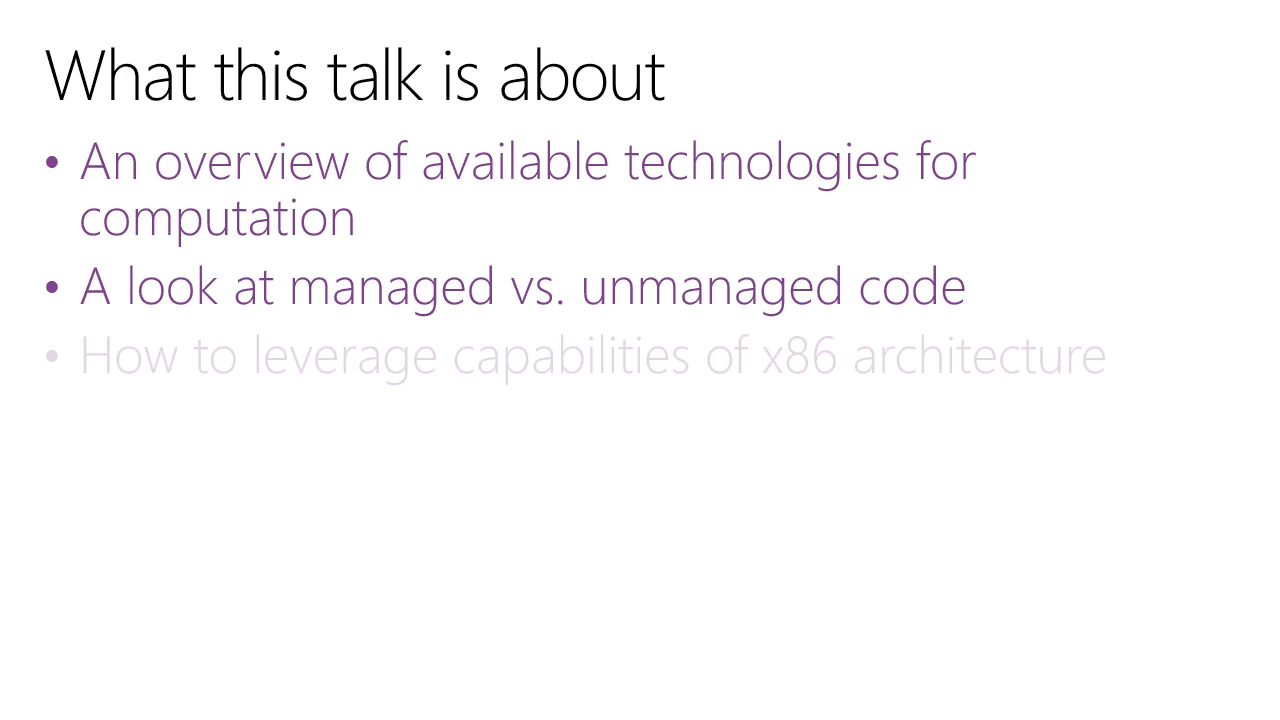 What this talk is about
• An overview of available technologies for
computation
• A look at managed vs. unmanaged code
• How to leverage capabilities of x86 architecture